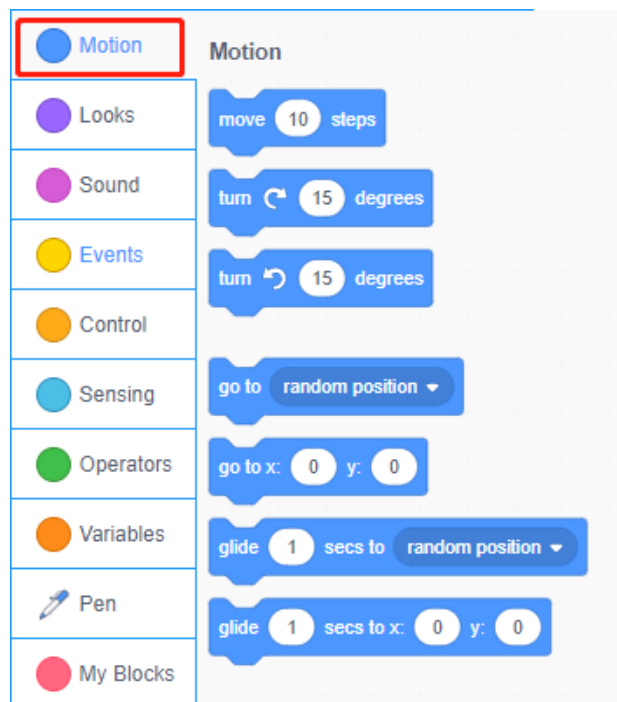 Motion
Looks
Sound
Events
Control
Sensing
Operators
Variables
Pen
My Blocks
Motion
move 10 steps
turn 15 degrees
turn 15 degrees
go to random position
go to x: 0 y: 0
glide 1 secs to random position
glide 1 secs to x: 0 y: 0